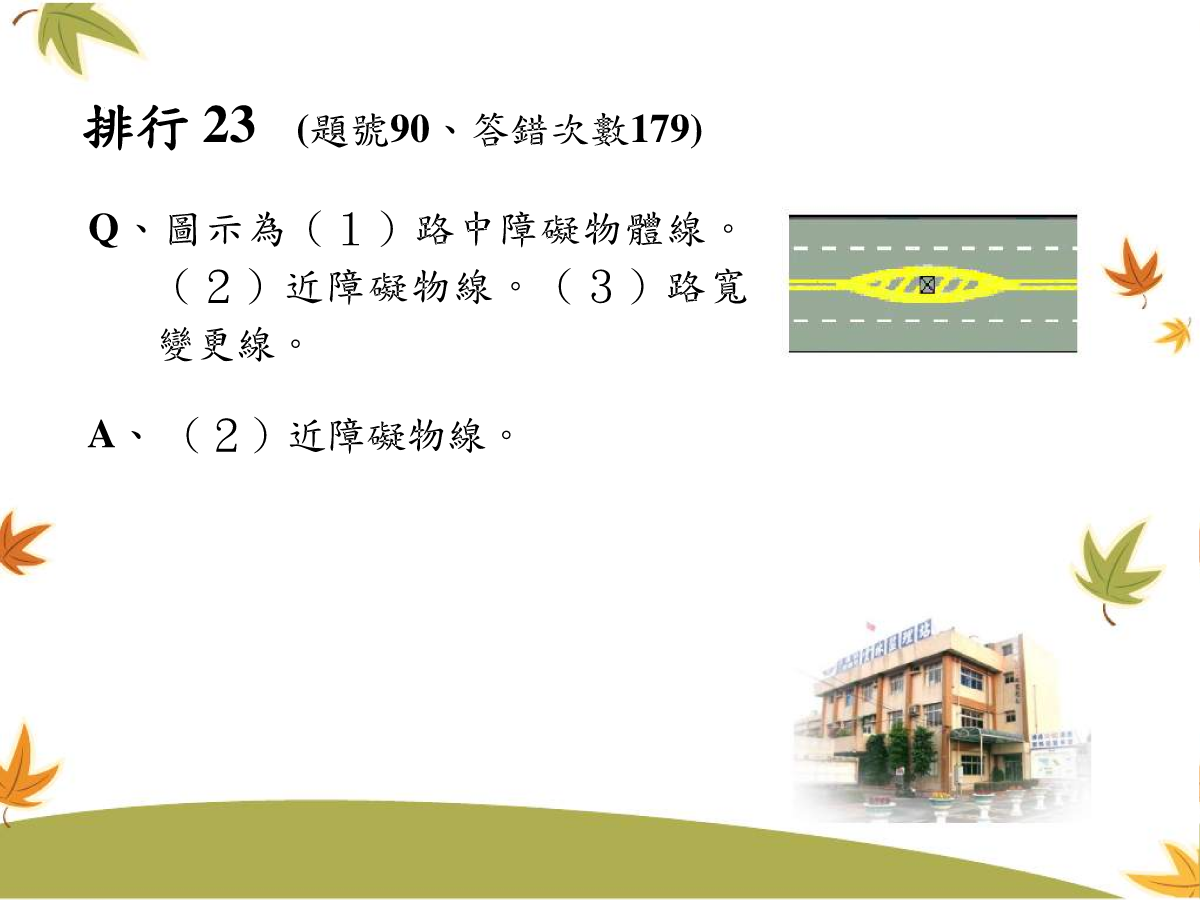 排行 23 (題號90、答錯次數179)
Q、圖示為（１）路中障礙物體線。
（２）近障礙物線。（３）路寬
變更線。
A、（２）近障礙物線。